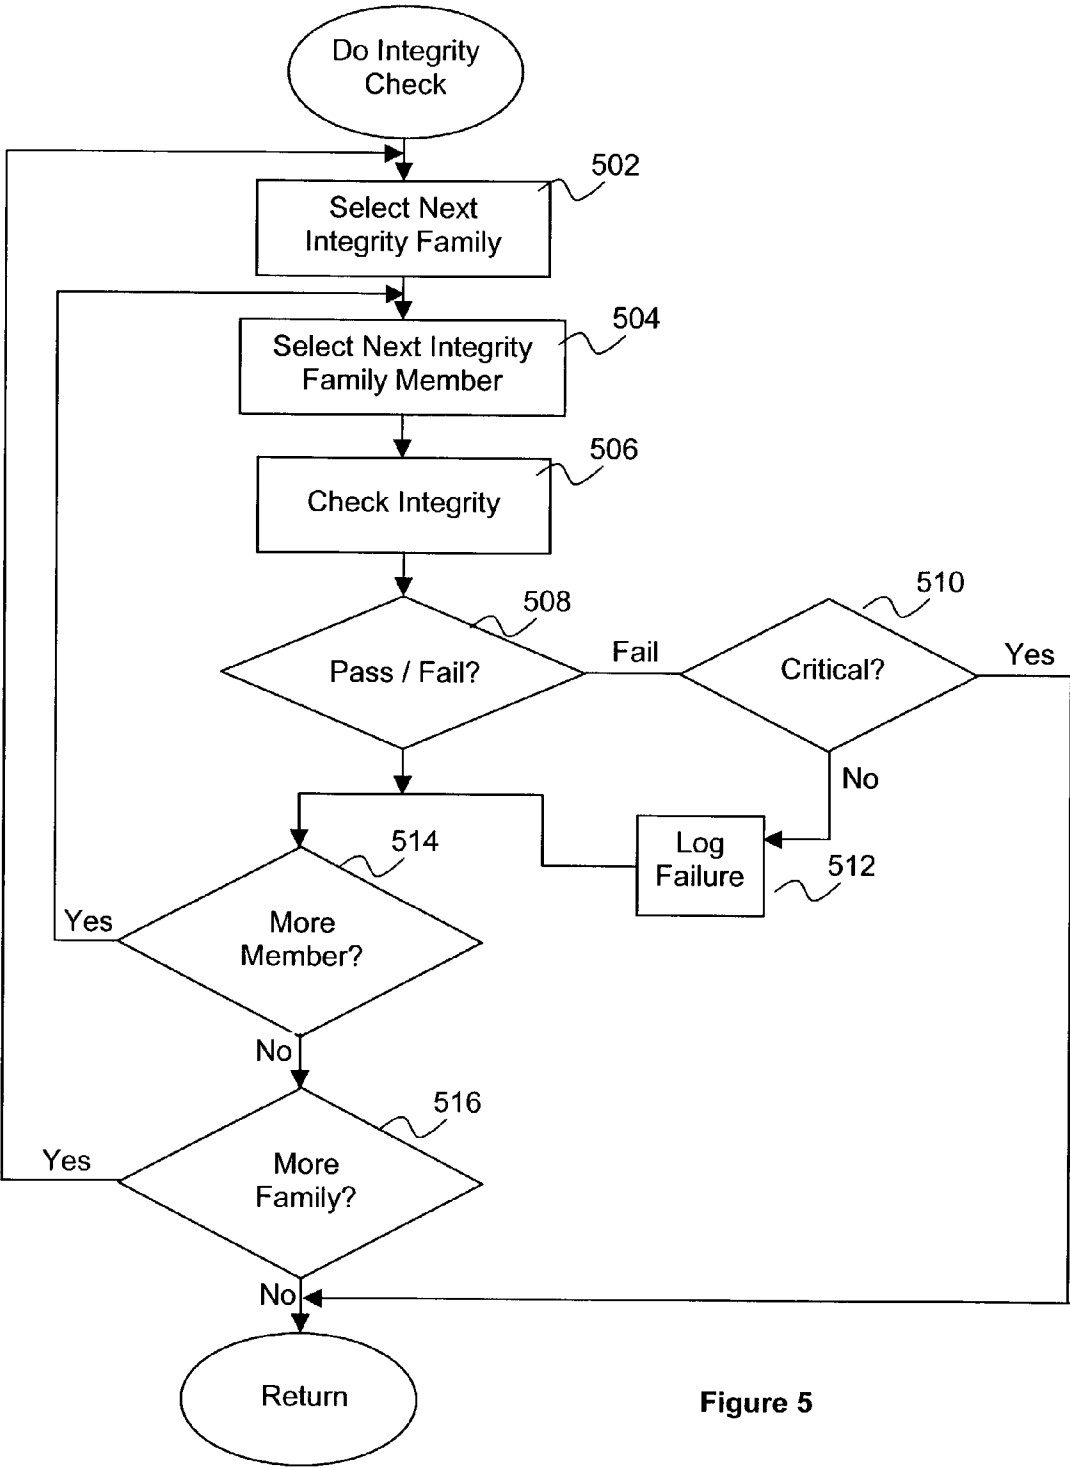 Do Integrity
Check
502
Select Next
Integrity Family
504
Select Next Integrity
Family Member
506
Check Integrity
508
510
Pass / Fail?
Fail
Critical?
Yes
No
514
Log
Failure
512
Yes
More
Member?
No
516
Yes
More
Family?
No
Return
Figure 5